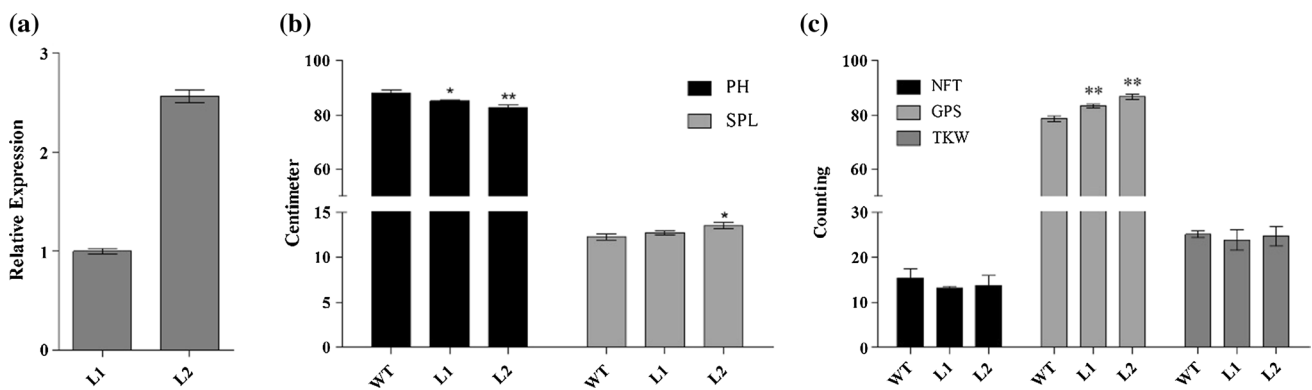 (a)
Relative Expression
3
2
1
0
L1 L2
(b)
Centimeter
100
80
60
15
10
5
0
* **
*
PH
SPL
WT L1 L2 WT L1 L2
(c)
Counting
100
80
60
30
20
10
0
NFT
GPS
TKW
** **
WT L1 L2 WT L1 L2 WT L1 L2